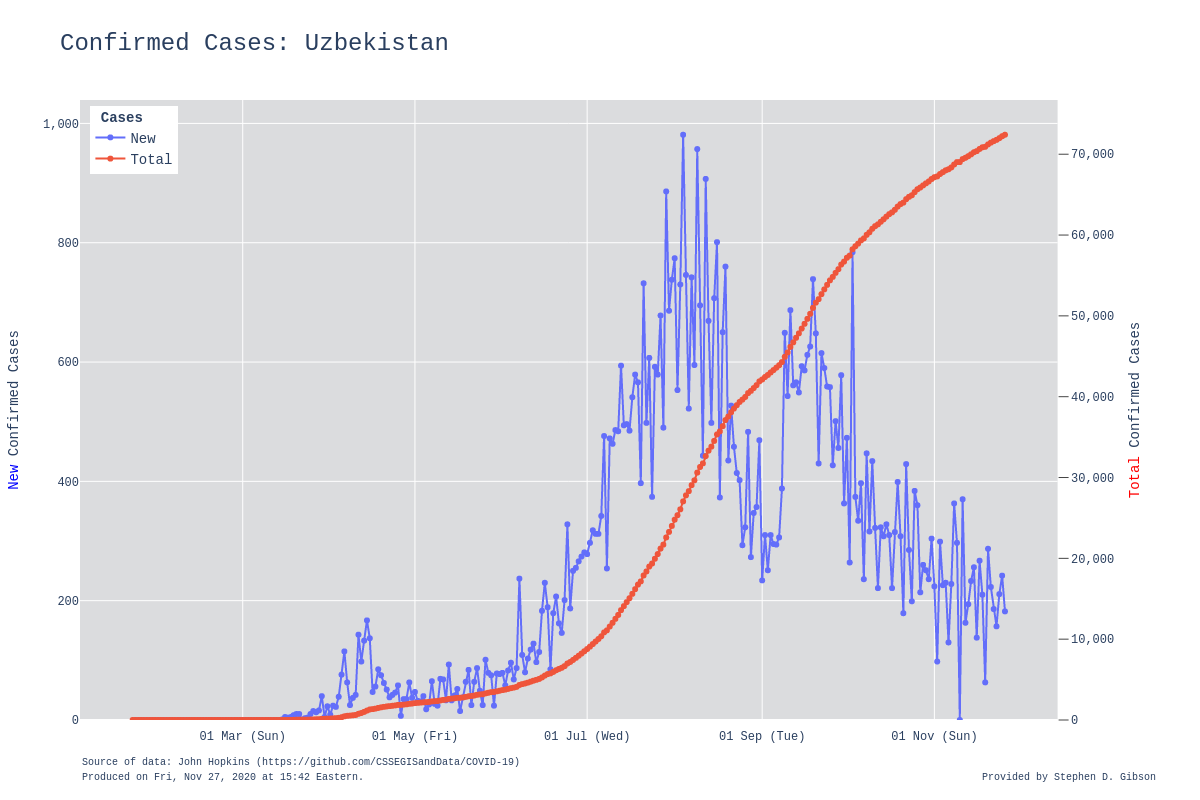 Confirmed Cases: Uzbekistan
Cases
New
Total
1,000
800
600
400
200
0
70,000
60,000
50,000
40,000
30,000
20,000
10,000
0
New Confirmed Cases
Total Confirmed Cases
01 Mar (Sun)
01 May (Fri)
01 Jul (Wed)
01 Sep (Tue)
01 Nov (Sun)
Source of data: John Hopkins (https://github.com/CSSEGISandData/COVID-19)
Produced on Fri, Nov 27, 2020 at 15:42 Eastern.
Provided by Stephen D. Gibson